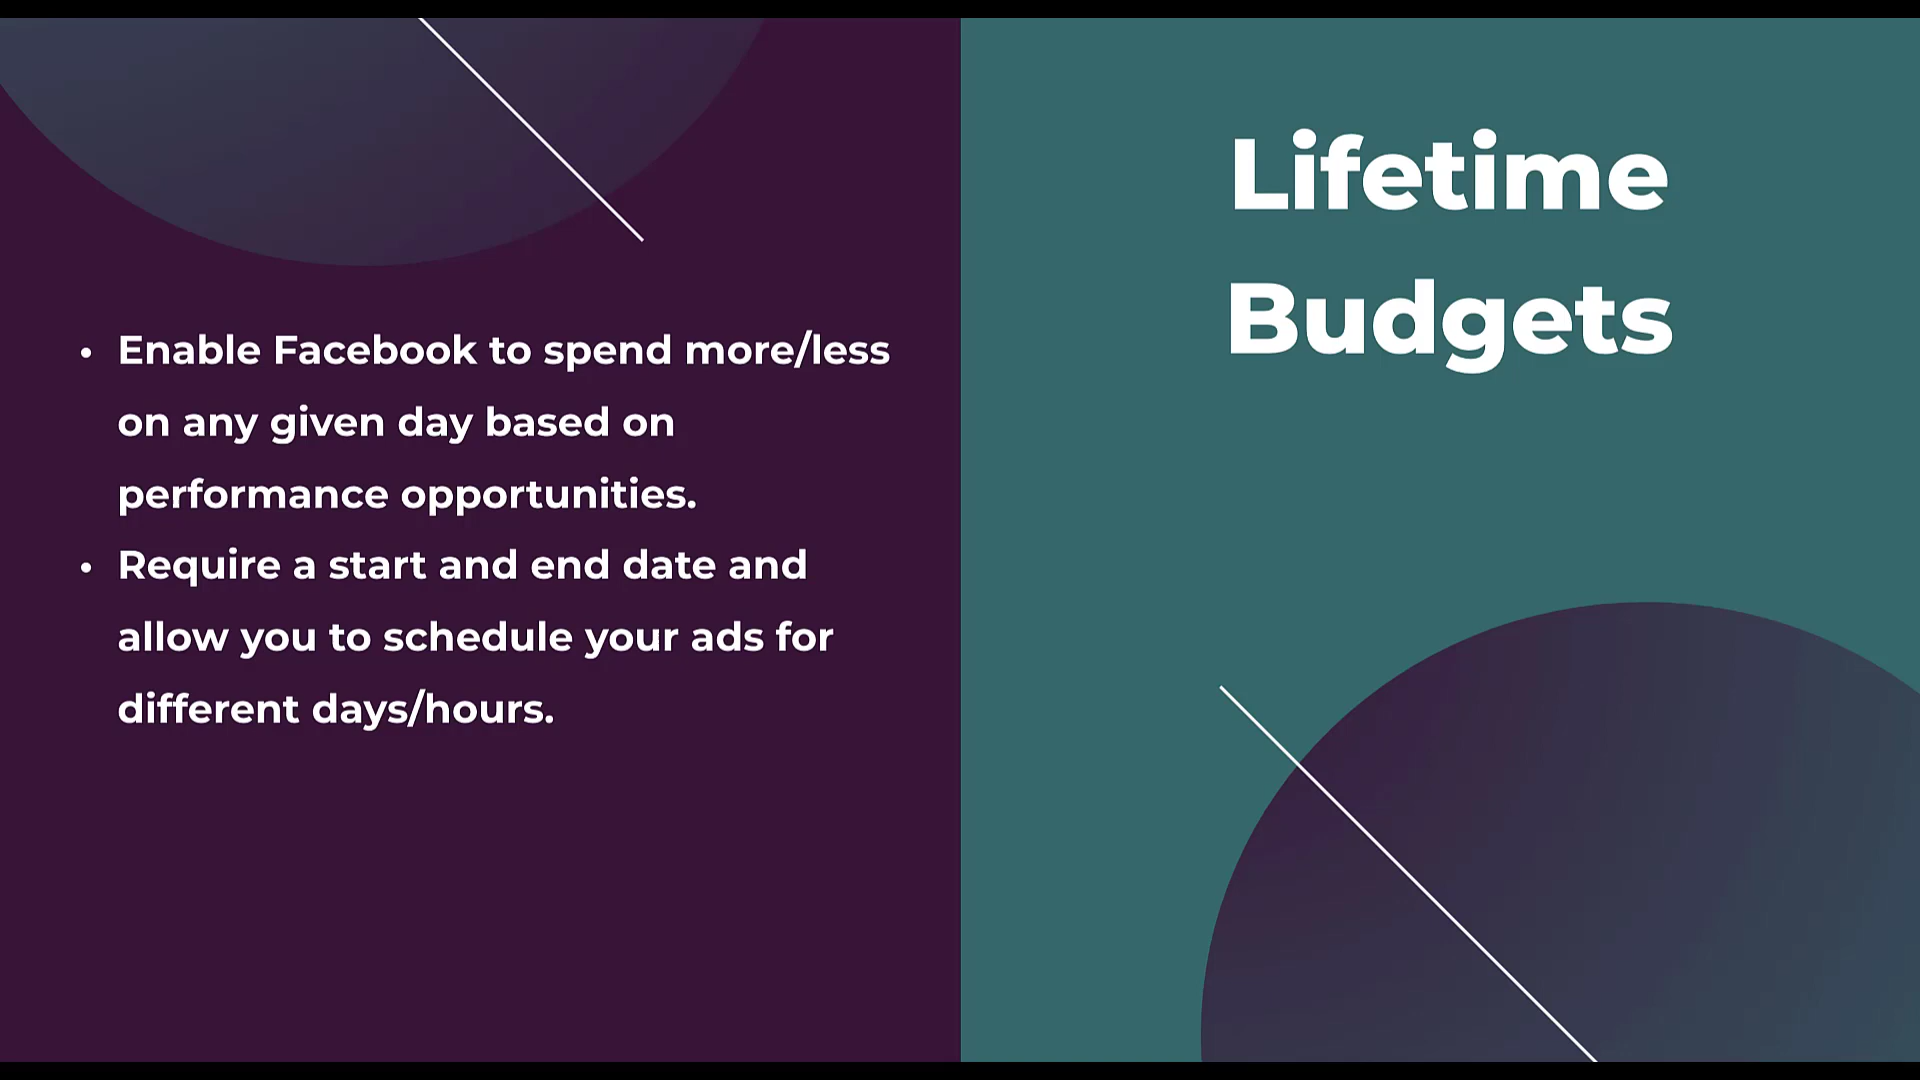 Lifetime
Budgets
• Enable Facebook to spend more/less
on any given day based on
performance opportunities.
• Require a start and end date and
allow you to schedule your ads for
different days/hours.